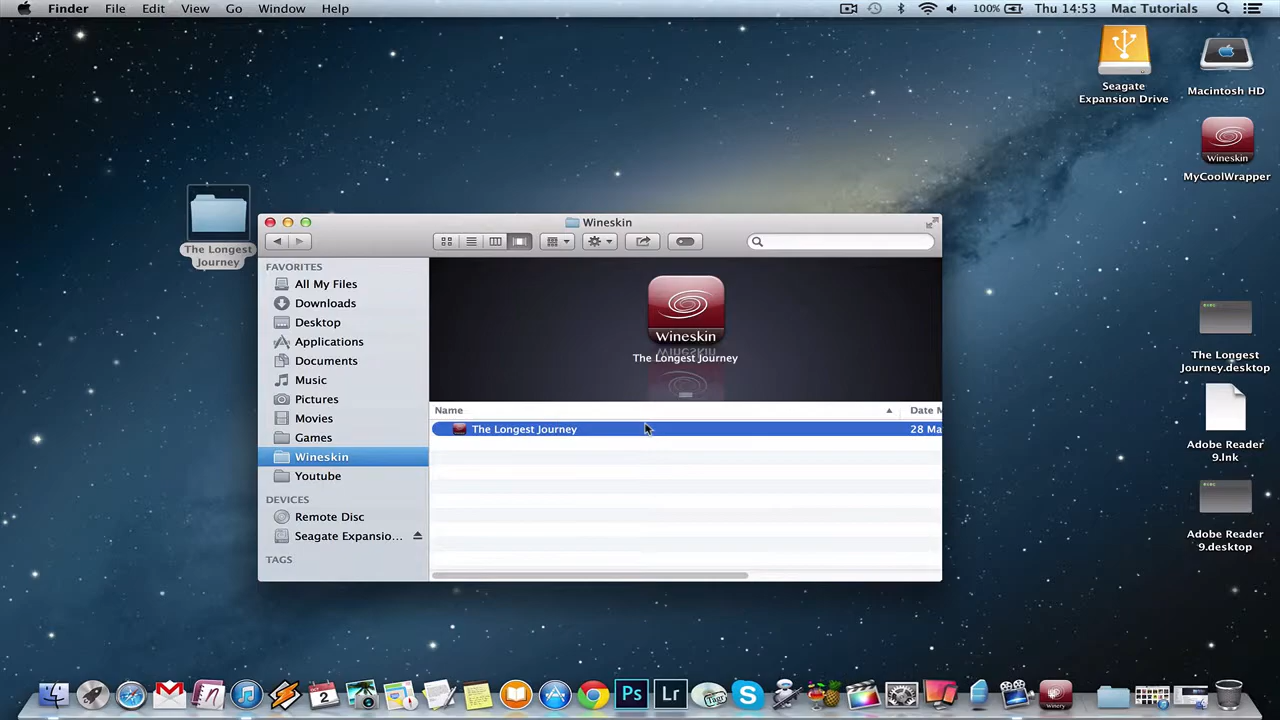 Finder File Edit View Go Window Help
100% Thu 14:53 Mac Tutorials
Seagate
Expansion Drive
Macintosh HD
Wineskin
MyCoolWrapper
The Longest
Journey
Wineskin
FAVORITES
All My Files
Downloads
Desktop
Applications
Documents
Music
Pictures
Movies
Games
Wineskin
Youtube
DEVICES
Remote Disc
Seagate Expansio...
TAGS
Wineskin
The Longest Journey
Name Date M
The Longest Journey 28 Ma
The Longest
Journey.desktop
Adobe Reader
9.lnk
Adobe Reader
9.desktop
2
Ps
Lr
Winery